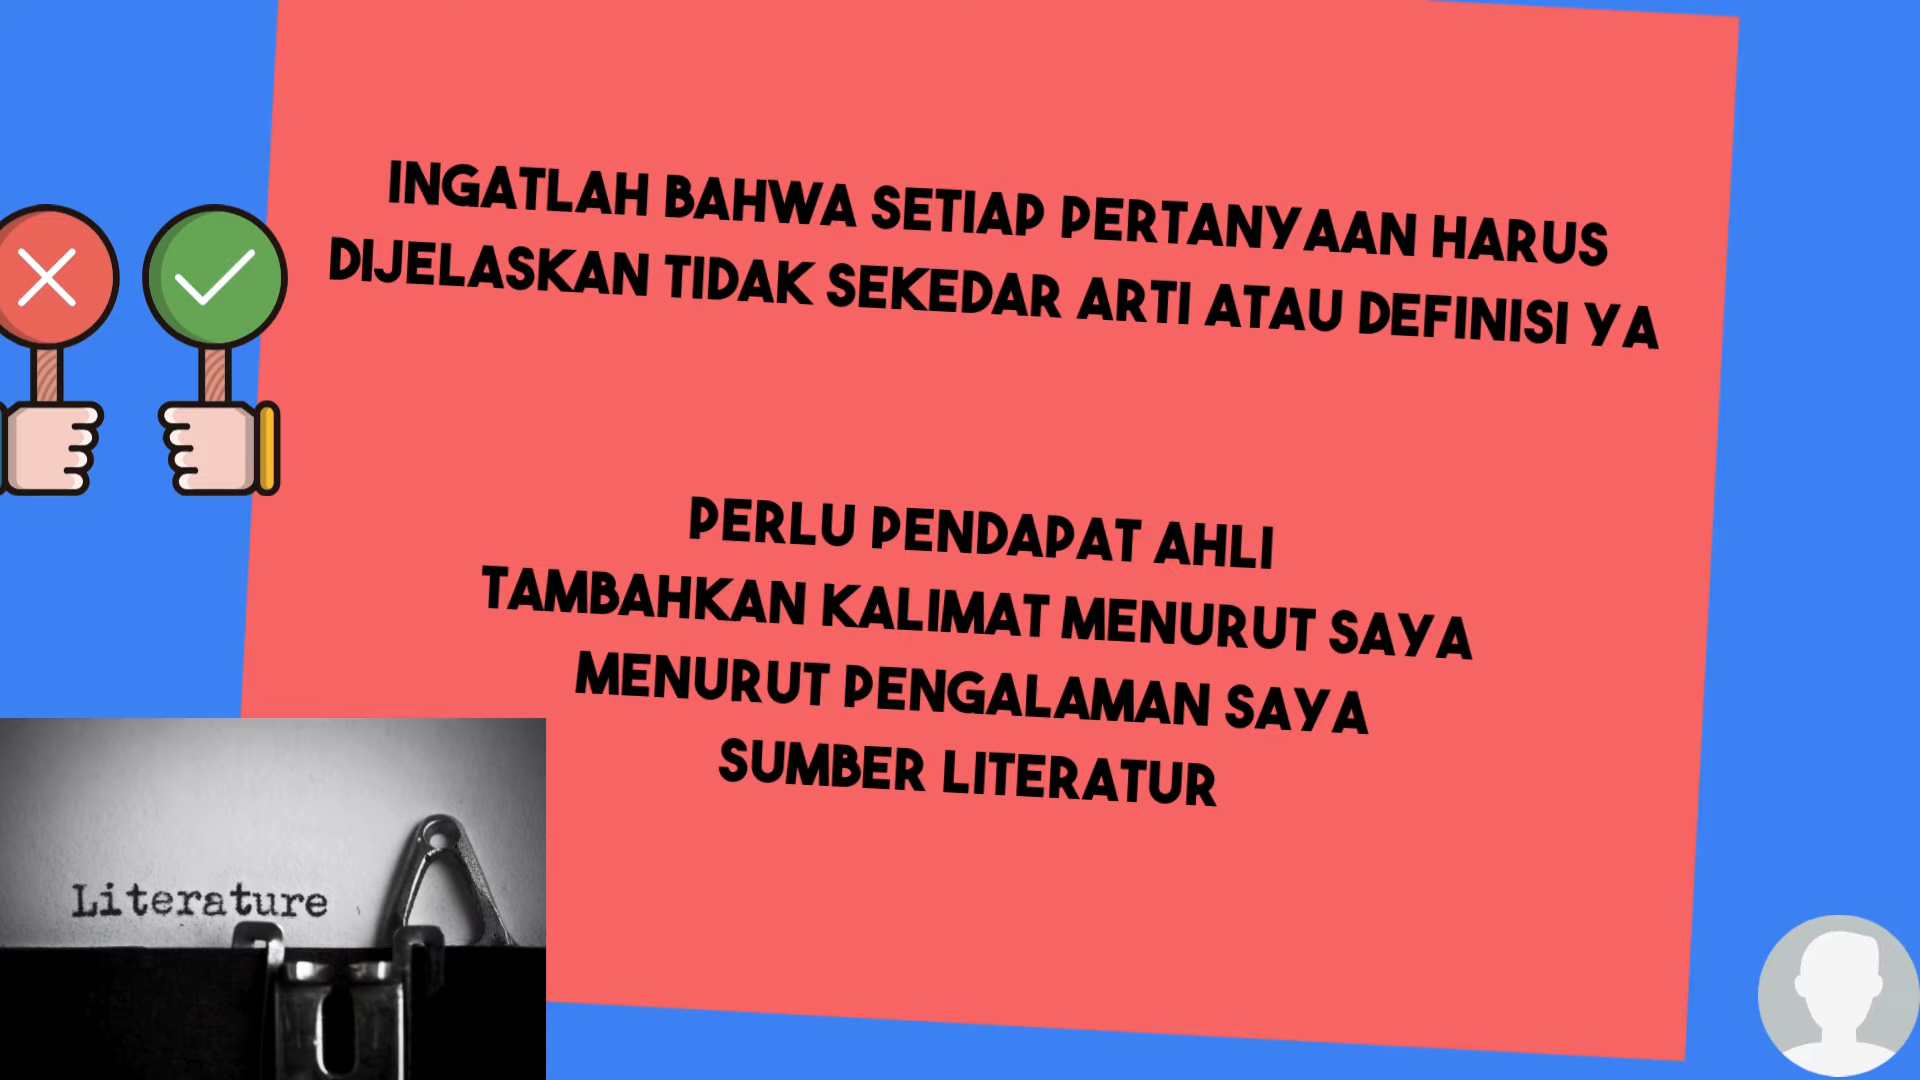 INGATLAH BAHWA SETIAP PERTANYAAN HARUS
DIJELASKAN TIDAK SEKEDAR ARTI ATAU DEFINISI YA
PERLU PENDAPAT AHLI
TAMBAHKAN KALIMAT MENURUT SAYA
MENURUT PENGALAMAN SAYA
SUMBER LITERATUR
Literature